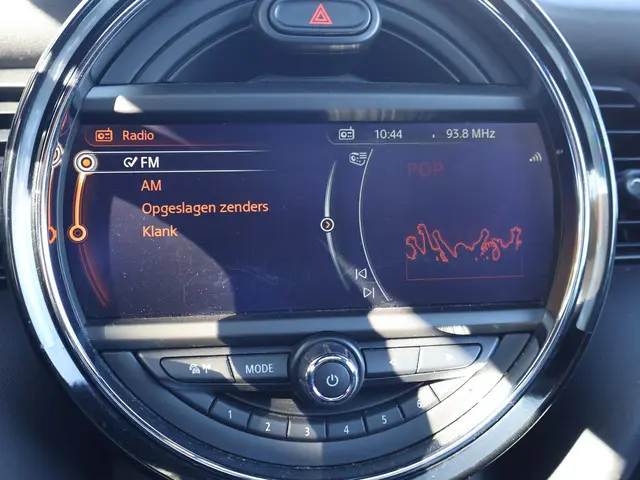 Radio
10:44
93.8 MHz
FM
AM
Opgeslagen zenders
Klank
POP
MODE
1
2
3
4
5
6